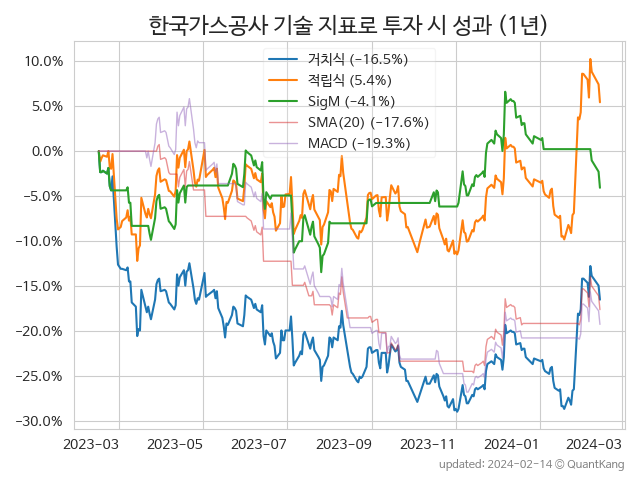 한국가스공사 기술 지표로 투자 시 성과 (1년)
거치식 (−16.5%)
적립식 (5.4%)
SigM (−4.1%)
SMA(20) (−17.6%)
MACD (−19.3%)
10.0%
5.0%
0.0%
−5.0%
−10.0%
−15.0%
−20.0%
−25.0%
−30.0%
2023-03 2023-05 2023-07 2023-09 2023-11 2024-01 2024-03
updated: 2024-02-14 © QuantKang